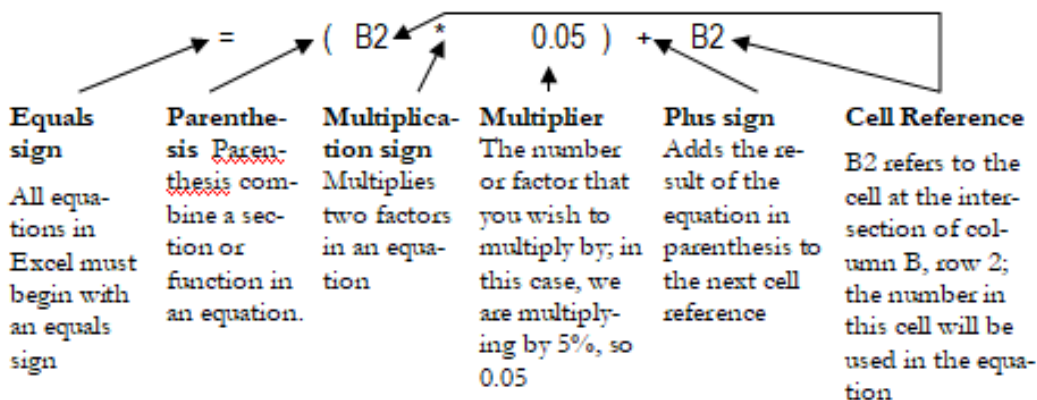 = ( B2 * 0.05 ) + B2
Equals
sign
All equa-
tions in
Excel must
begin with
an equals
sign
Parenthe-
sis Paren-
thesis com-
bine a sec-
tion or
function in
an equation.
Multiplica-
tion sign
Multiplies
two factors
in an equa-
tion
Multiplier
The number
or factor that
you wish to
multiply by; in
this case, we
are multiply-
ing by 5%, so
0.05
Plus sign
Adds the re-
sult of the
equation in
parenthesis to
the next cell
reference
Cell Reference
B2 refers to the
cell at the inter-
section of col-
umn B, row 2;
the number in
this cell will be
used in the equa-
tion